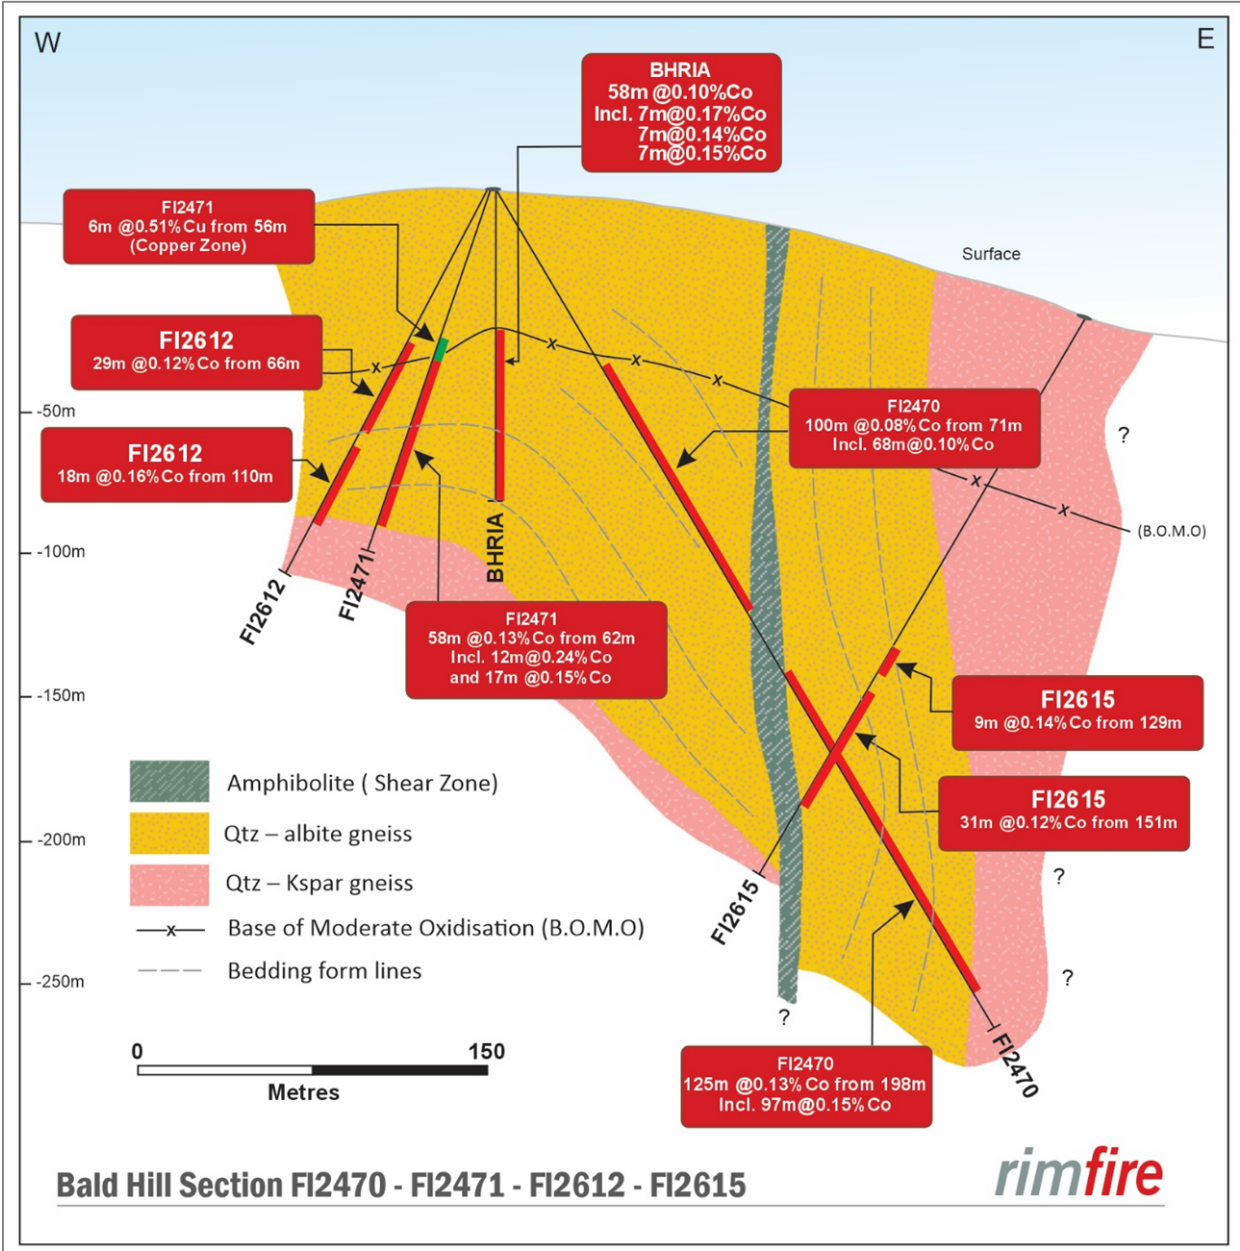 W
E
BHRIA
58m @0.10%Co
Incl. 7m@0.17%Co
7m@0.14%Co
7m@0.15%Co
FI2471
6m @0.51%Cu from 56m
(Copper Zone)
Surface
FI2612
29m @0.12%Co from 66m
x
x
x
x
-50m
FI2470
100m @0.08%Co from 71m
Incl. 68m@0.10%Co
?
FI2612
18m @0.16%Co from 110m
x
x
(B.O.M.O)
-100m
BHRIA
FI2471
FI2612
FI2471
58m @0.13%Co from 62m
Incl. 12m@0.24%Co
and 17m @0.15%Co
-150m
FI2615
9m @0.14%Co from 129m
Amphibolite ( Shear Zone)
FI2615
31m @0.12%Co from 151m
Qtz – albite gneiss
-200m
Qtz – Kspar gneiss
?
FI2615
x
Base of Moderate Oxidisation (B.O.M.O)
Bedding form lines
-250m
?
?
0
150
Metres
FI2470
FI2470
125m @0.13%Co from 198m
Incl. 97m@0.15%Co
Bald Hill Section FI2470 - FI2471 - FI2612 - FI2615
rimfire